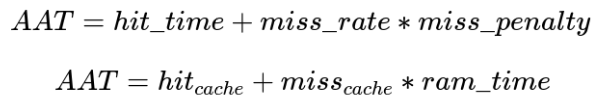 AAT = hit_time + miss_rate * miss_penalty
AAT = hit_cache + miss_cache * ram_time